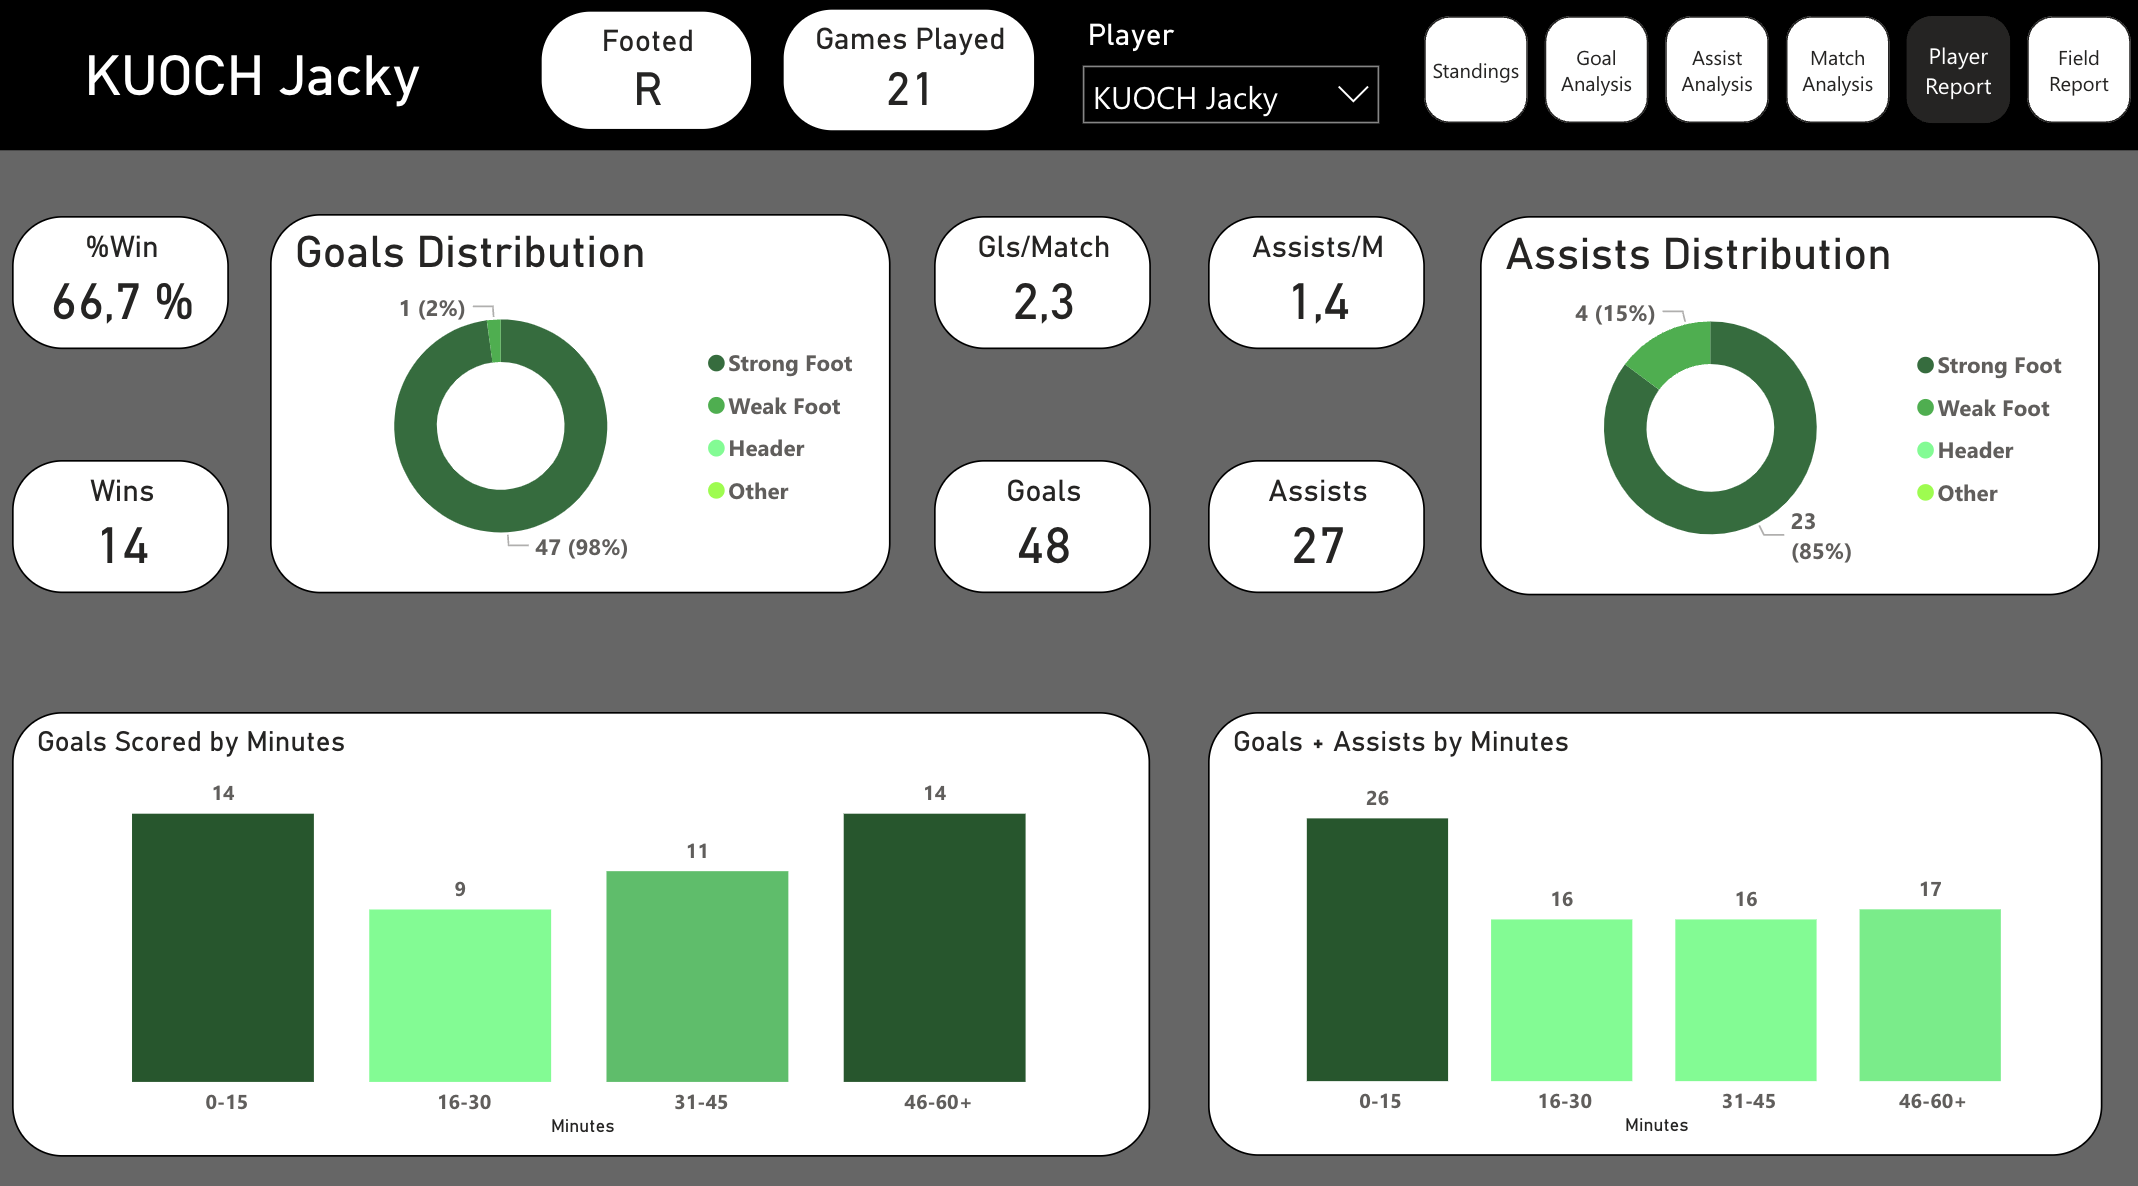 KUOCH Jacky
Footed
R
Games Played
21
Player
KUOCH Jacky
Standings
Goal
Analysis
Assist
Analysis
Match
Analysis
Player
Report
Field
Report
%Win
66,7 %
Wins
14
Goals Distribution
1 (2%)
47 (98%)
Strong Foot
Weak Foot
Header
Other
Gls/Match
2,3
Assists/M
1,4
Goals
48
Assists
27
Assists Distribution
4 (15%)
23
(85%)
Strong Foot
Weak Foot
Header
Other
Goals Scored by Minutes
14
9
11
14
0-15
16-30
31-45
46-60+
Minutes
Goals + Assists by Minutes
26
16
16
17
0-15
16-30
31-45
46-60+
Minutes